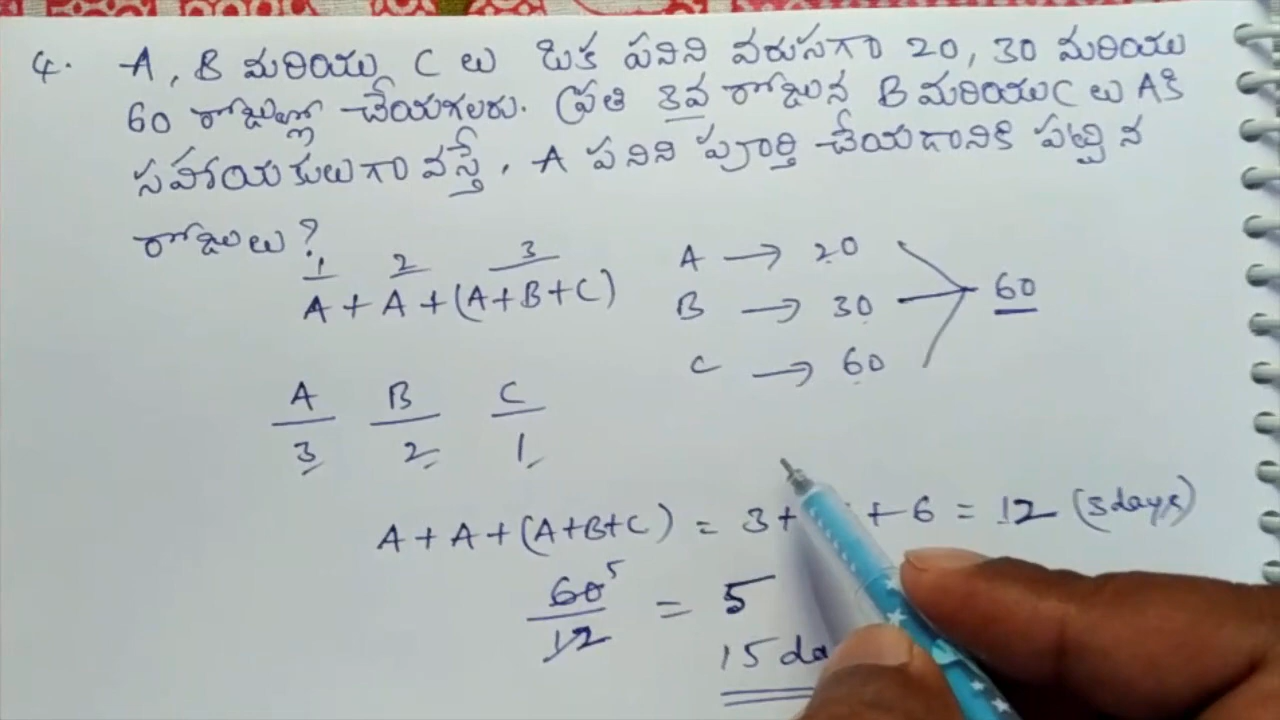 4. A, B మరియు C లు ఒక పనిని వరుసగా 20, 30 మరియు
60 రోజుల్లో చేయగలరు. ప్రతి 3వ రోజున B మరియు C లు A కి
సహాయకులుగా వస్తే, A పనిని పూర్తి చేయడానికి పట్టిన
రోజులు?
1 2 3
A + A + (A+B+C)
A → 20
B → 30
C → 60
60
A B C
3 2 1
A + A + (A+B+C) = 3 + + 6 = 12 (3 days)
60 5
12
= 5
15 da